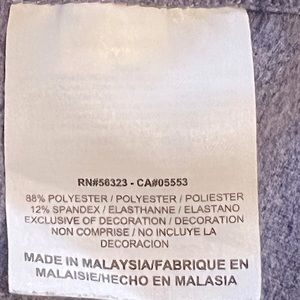 RN#56323 - CA#05553
88% POLYESTER / POLYESTER / POLIESTER
12% SPANDEX / ELASTHANNE / ELASTANO
EXCLUSIVE OF DECORATION / DECORATION
NON COMPRISE / NO INCLUYE LA
DECORACION
MADE IN MALAYSIA/FABRIQUE EN
MALAISIE/HECHO EN MALASIA